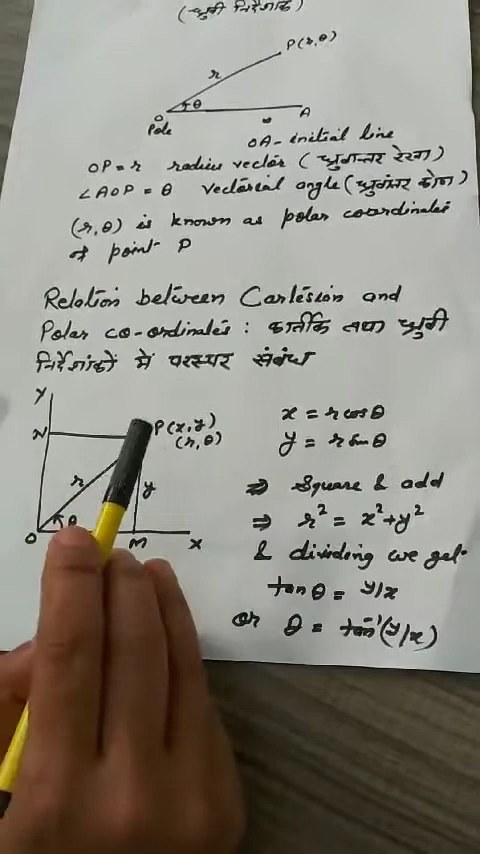 (ध्रुवी निर्देशांक)
P(r,θ)
r
θ
O
A
Pole
OA - initial line
OP = r radius vector (ध्रुवान्तर रेखा)
∠AOP = θ vectorial angle (ध्रुवांतर कोण)
(r,θ) is known as polar coordinates
of point P
Relation between Cartesian and
Polar co-ordinates : कार्तीक तथा ध्रुवी
निर्देशांकों में परस्पर संबंध
Y
N
P(x,y)
(r,θ)
r
y
θ
O
M
X
x = r cosθ
y = r sinθ
⇒ Square & add
⇒ r² = x² + y²
& dividing we get
tan θ = y/x
or θ = tan⁻¹(y/x)